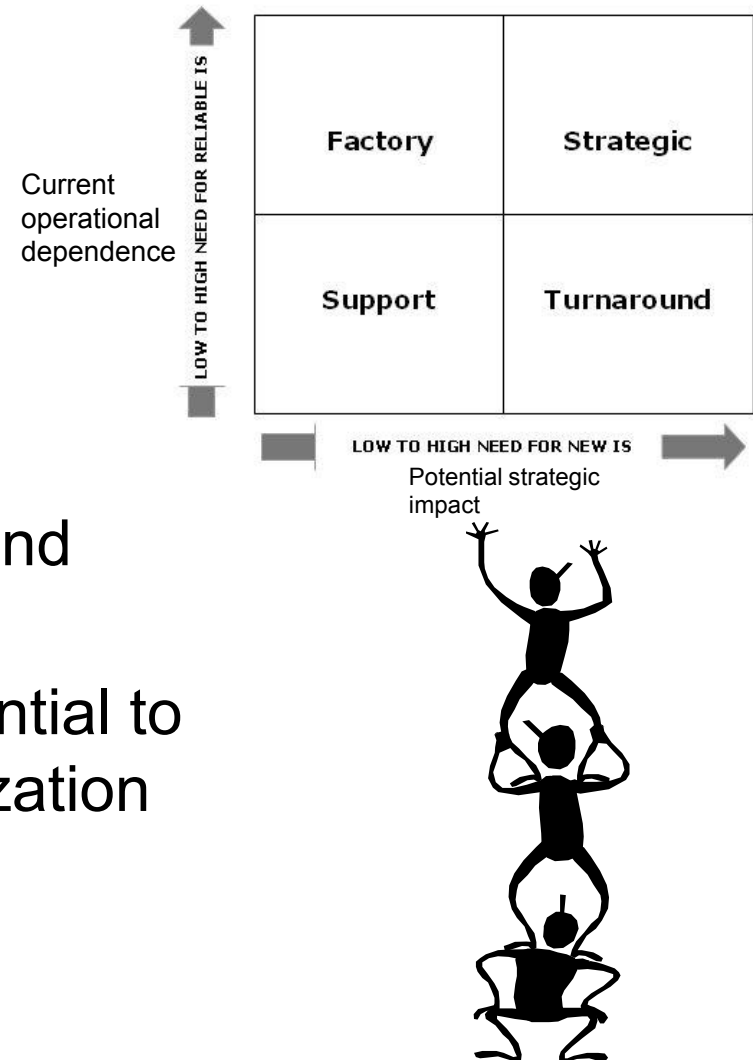 LOW TO HIGH NEED FOR RELIABLE IS
Factory
Strategic
Current
operational
dependence
Support
Turnaround
LOW TO HIGH NEED FOR NEW IS
Potential strategic
impact
nd
ntial to
zation